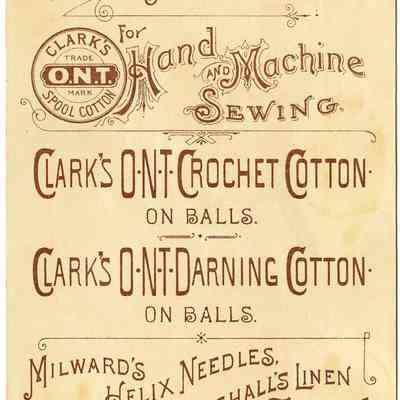 CLARK'S
TRADE
O.N.T.
MARK
SPOOL COTTON
For
Hand AND Machine
SEWING.
CLARK'S O·N·T·CROCHET COTTON·
ON BALLS.
CLARK'S O·N·T·DARNING COTTON·
ON BALLS.
MILWARD'S
HELIX NEEDLES,
SHALL'S LINEN